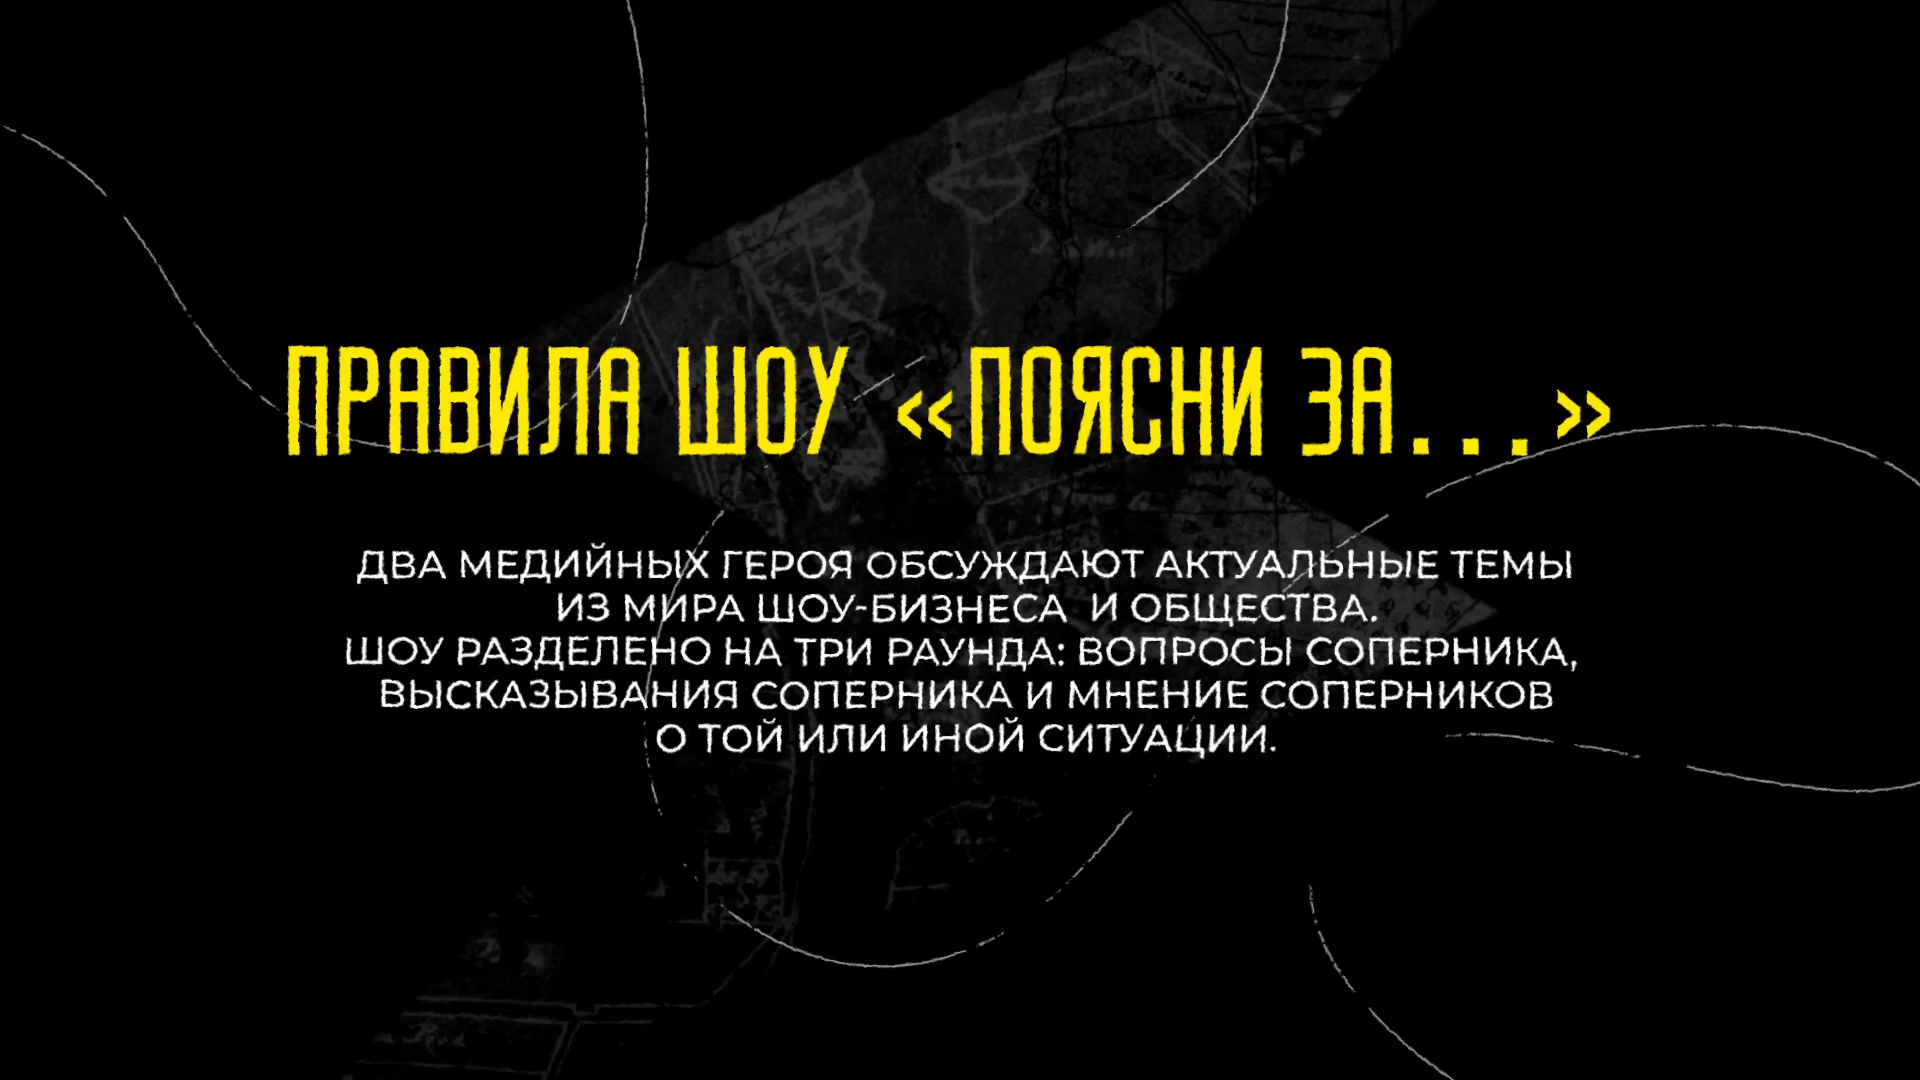 ПРАВИЛА ШОУ «ПОЯСНИ ЗА...»
ДВА МЕДИЙНЫХ ГЕРОЯ ОБСУЖДАЮТ АКТУАЛЬНЫЕ ТЕМЫ
ИЗ МИРА ШОУ-БИЗНЕСА И ОБЩЕСТВА.
ШОУ РАЗДЕЛЕНО НА ТРИ РАУНДА: ВОПРОСЫ СОПЕРНИКА,
ВЫСКАЗЫВАНИЯ СОПЕРНИКА И МНЕНИЕ СОПЕРНИКОВ
О ТОЙ ИЛИ ИНОЙ СИТУАЦИИ.